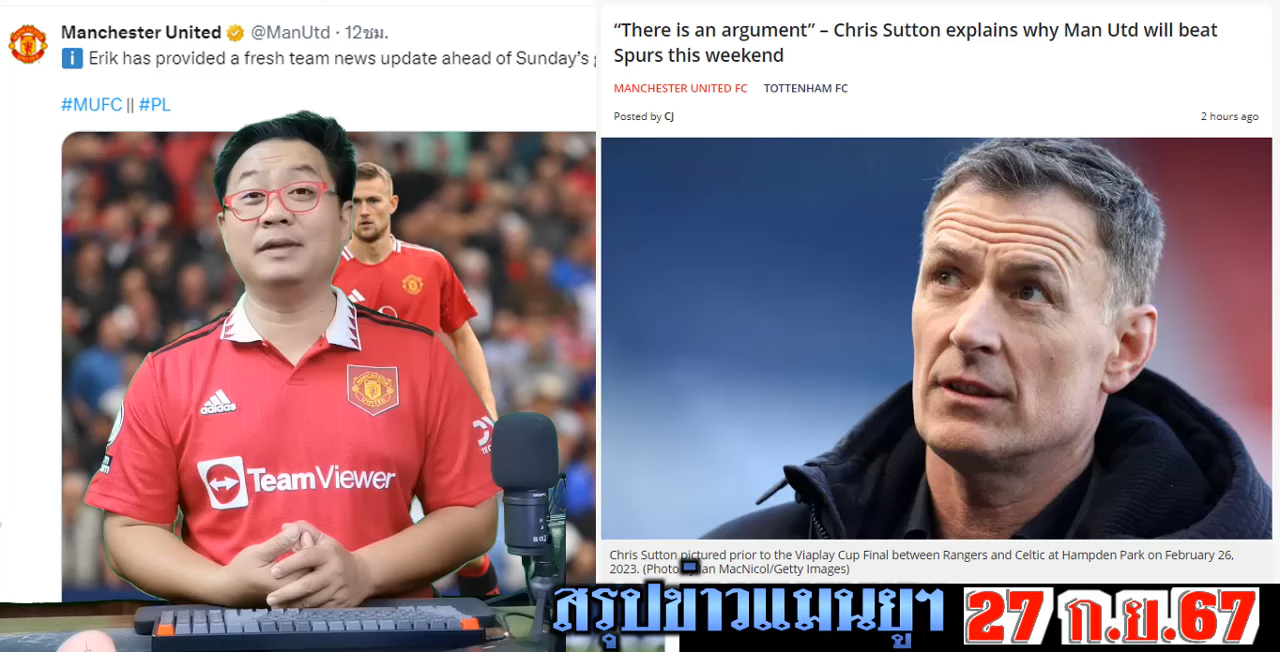 Manchester United @ManUtd · 12ชม.
Erik has provided a fresh team news update ahead of Sunday's
#MUFC || #PL
adidas
TeamViewer
“There is an argument” – Chris Sutton explains why Man Utd will beat
Spurs this weekend
MANCHESTER UNITED FC TOTTENHAM FC
Posted by CJ
2 hours ago
Chris Sutton pictured prior to the Viaplay Cup Final between Rangers and Celtic at Hampden Park on February 26,
2023. (Photo by Ian MacNicol/Getty Images)
สรุปข่าวแมนยูฯ 27 ก.ย.67